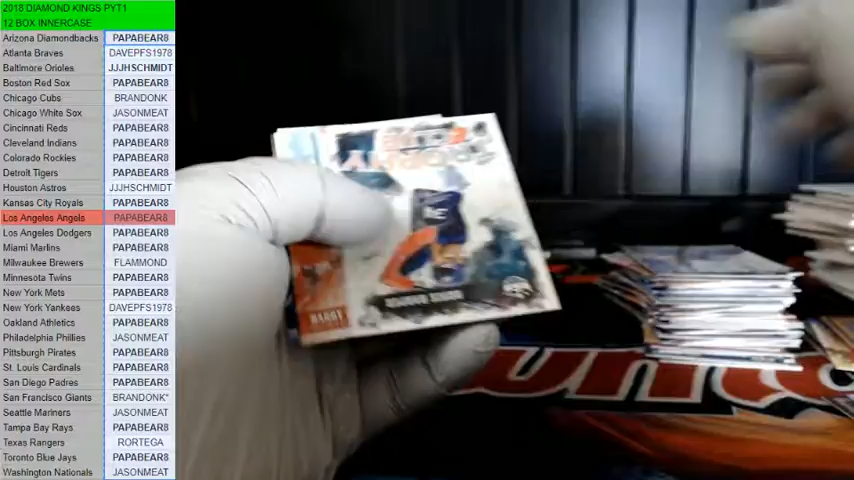 2018 DIAMOND KINGS PYT1
12 BOX INNERCASE
Arizona Diamondbacks PAPABEAR8
Atlanta Braves DAVEPFS1978
Baltimore Orioles JJJHSCHMIDT
Boston Red Sox PAPABEAR8
Chicago Cubs BRANDONK
Chicago White Sox JASONMEAT
Cincinnati Reds PAPABEAR8
Cleveland Indians PAPABEAR8
Colorado Rockies PAPABEAR8
Detroit Tigers PAPABEAR8
Houston Astros JJJHSCHMIDT
Kansas City Royals PAPABEAR8
Los Angeles Angels PAPABEAR8
Los Angeles Dodgers PAPABEAR8
Miami Marlins PAPABEAR8
Milwaukee Brewers FLAMMOND
Minnesota Twins PAPABEAR8
New York Mets PAPABEAR8
New York Yankees DAVEPFS1978
Oakland Athletics PAPABEAR8
Philadelphia Phillies JASONMEAT
Pittsburgh Pirates PAPABEAR8
St. Louis Cardinals PAPABEAR8
San Diego Padres PAPABEAR8
San Francisco Giants BRANDONK*
Seattle Mariners JASONMEAT
Tampa Bay Rays PAPABEAR8
Texas Rangers RORTEGA
Toronto Blue Jays PAPABEAR8
Washington Nationals JASONMEAT